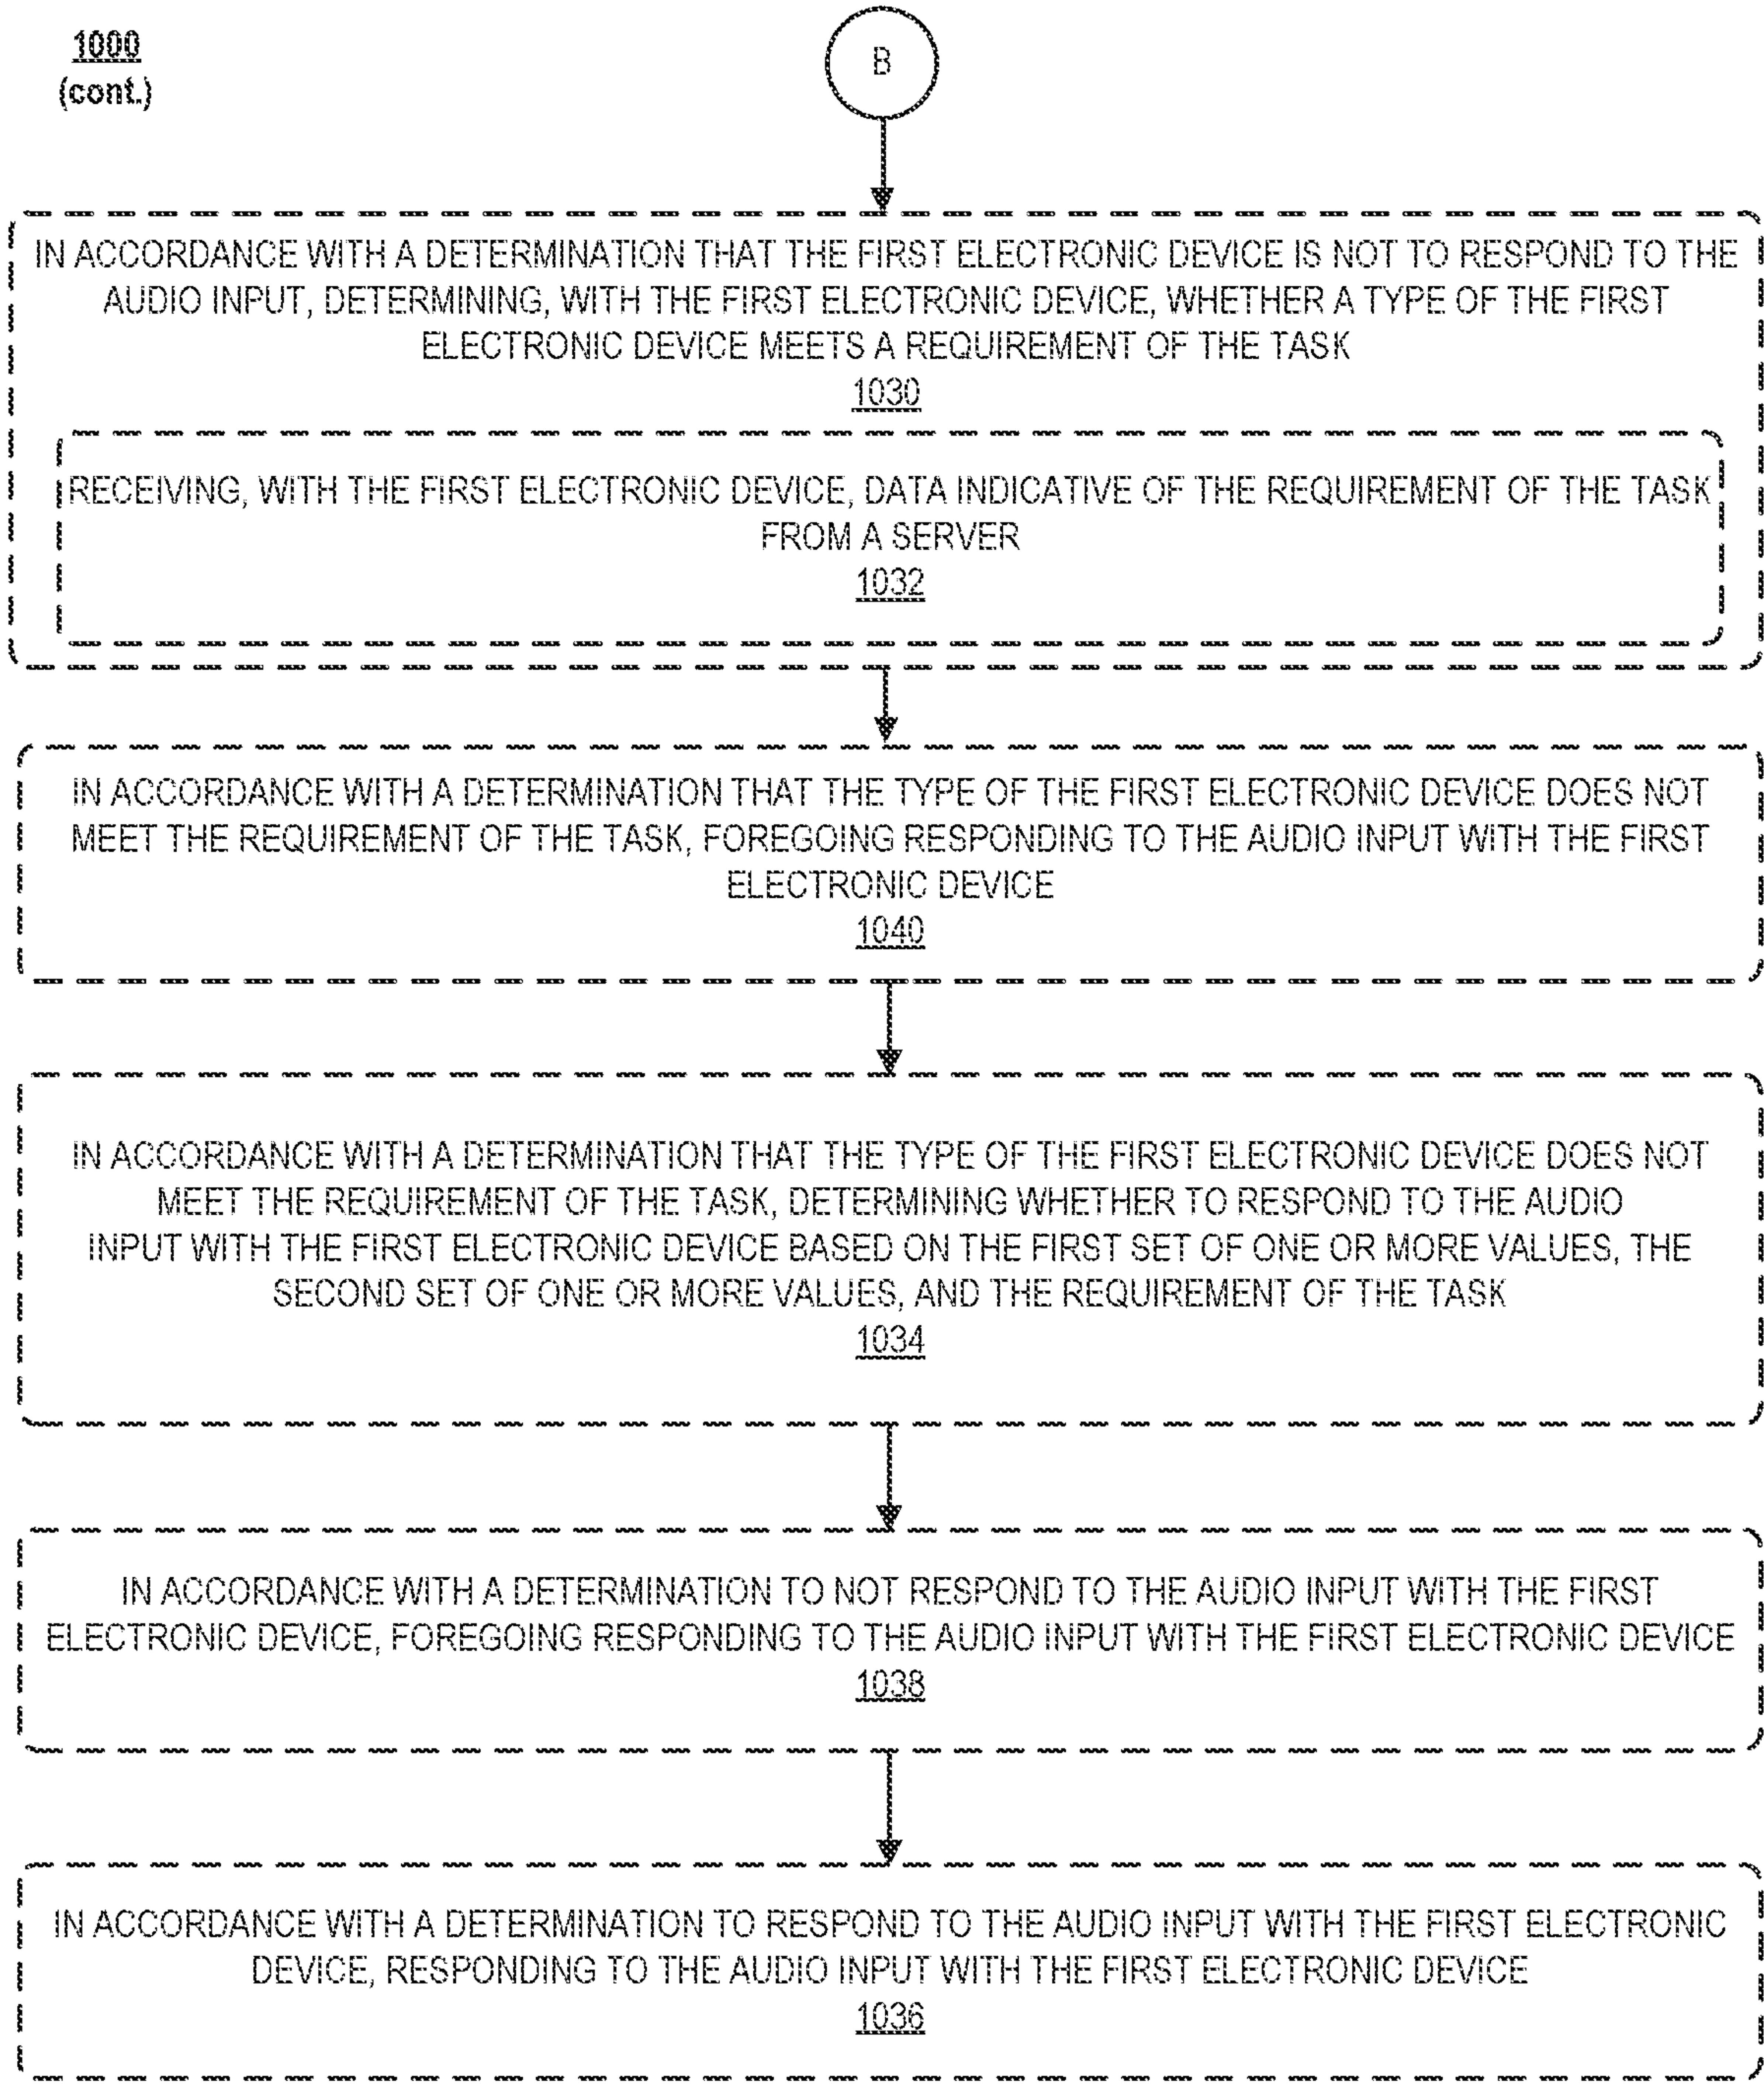 1000
(cont.)
B
IN ACCORDANCE WITH A DETERMINATION THAT THE FIRST ELECTRONIC DEVICE IS NOT TO RESPOND TO THE
AUDIO INPUT, DETERMINING, WITH THE FIRST ELECTRONIC DEVICE, WHETHER A TYPE OF THE FIRST
ELECTRONIC DEVICE MEETS A REQUIREMENT OF THE TASK
1030
RECEIVING, WITH THE FIRST ELECTRONIC DEVICE, DATA INDICATIVE OF THE REQUIREMENT OF THE TASK
FROM A SERVER
1032
IN ACCORDANCE WITH A DETERMINATION THAT THE TYPE OF THE FIRST ELECTRONIC DEVICE DOES NOT
MEET THE REQUIREMENT OF THE TASK, FOREGOING RESPONDING TO THE AUDIO INPUT WITH THE FIRST
ELECTRONIC DEVICE
1040
IN ACCORDANCE WITH A DETERMINATION THAT THE TYPE OF THE FIRST ELECTRONIC DEVICE DOES NOT
MEET THE REQUIREMENT OF THE TASK, DETERMINING WHETHER TO RESPOND TO THE AUDIO
INPUT WITH THE FIRST ELECTRONIC DEVICE BASED ON THE FIRST SET OF ONE OR MORE VALUES, THE
SECOND SET OF ONE OR MORE VALUES, AND THE REQUIREMENT OF THE TASK
1034
IN ACCORDANCE WITH A DETERMINATION TO NOT RESPOND TO THE AUDIO INPUT WITH THE FIRST
ELECTRONIC DEVICE, FOREGOING RESPONDING TO THE AUDIO INPUT WITH THE FIRST ELECTRONIC DEVICE
1038
IN ACCORDANCE WITH A DETERMINATION TO RESPOND TO THE AUDIO INPUT WITH THE FIRST ELECTRONIC
DEVICE, RESPONDING TO THE AUDIO INPUT WITH THE FIRST ELECTRONIC DEVICE
1036